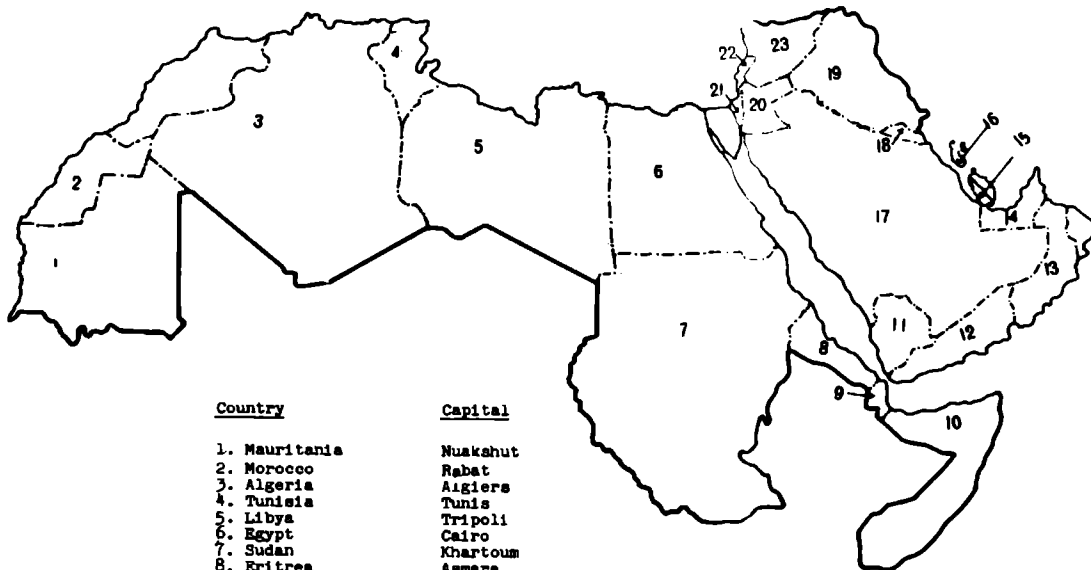 4
22
23
21
19
3
20
5
18
16
15
6
2
17
14
1
13
7
11
12
8
9
10
Country Capital
1. Mauritania Nuakshut
2. Morocco Rabat
3. Algeria Algiers
4. Tunisia Tunis
5. Libya Tripoli
6. Egypt Cairo
7. Sudan Khartoum
8. Eritrea